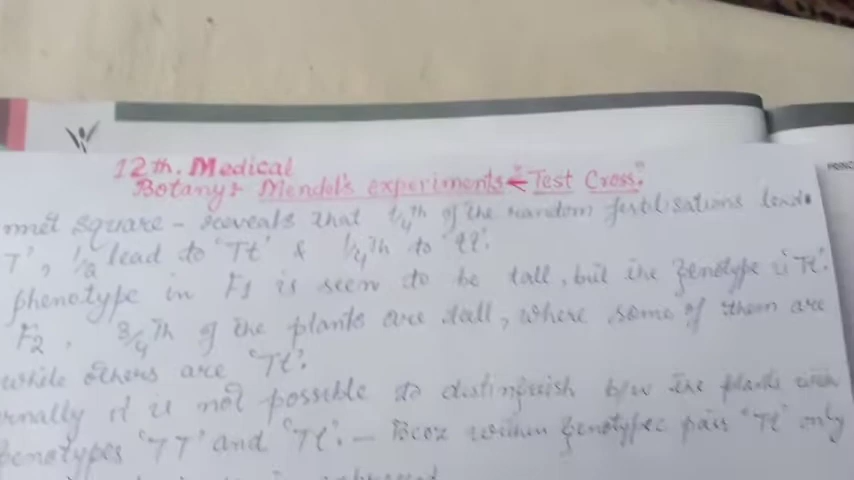 12th. Medical
Botany:- Mendel's experiments ← "Test Cross".
square - reveals that 1/4th of the random fertilisations lead
T', 1/2 lead to 'Tt' & 1/4th to 'tt'.
phenotype in F1 is seen to be tall, but the genotype is Tt'.
F2, 3/4th of the plants are tall, where some of them are
while others are 'Tt'.
it is not possible to distinguish b/w the plants with
genotypes 'TT' and 'Tt'. - Bcoz within genotypic pair 'Tt' only
PRINC